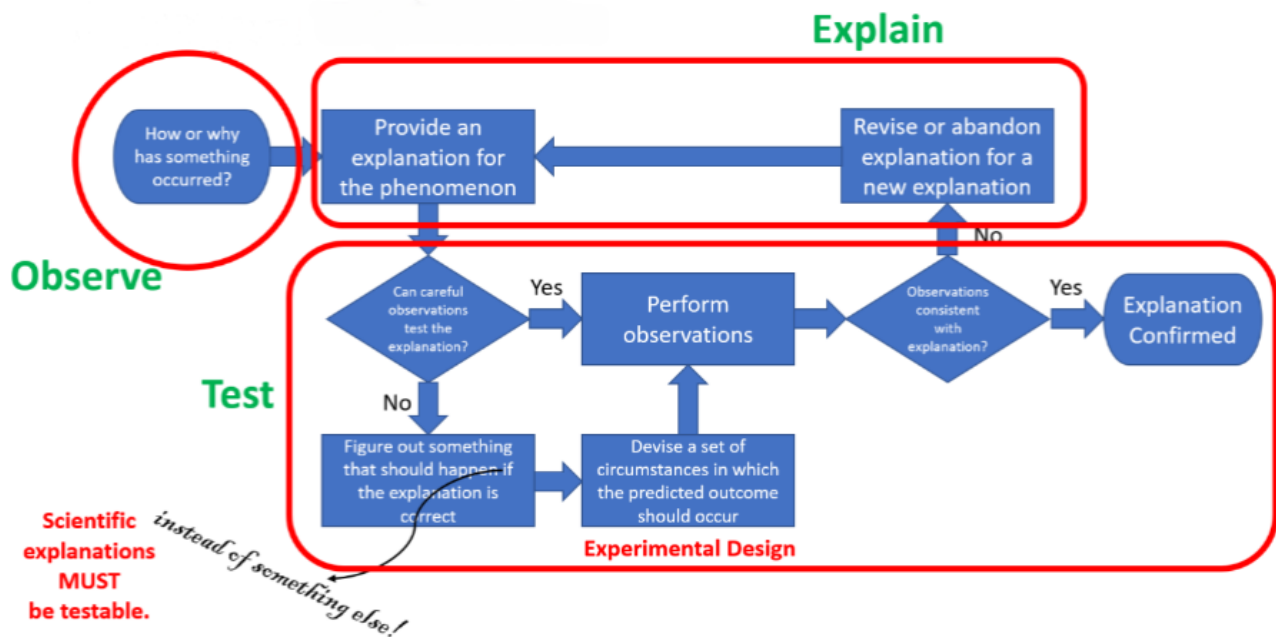 Explain
How or why
has something
occurred?
Provide an
explanation for
the phenomenon
Revise or abandon
explanation for a
new explanation
Observe
No
Can careful
observations
test the
explanation?
Yes
Perform
observations
Observations
consistent
with
explanation?
Yes
Explanation
Confirmed
Test
No
Figure out something
that should happen if
the explanation is
correct
Devise a set of
circumstances in which
the predicted outcome
should occur
Experimental Design
Scientific
explanations
MUST
be testable.
instead of something else!